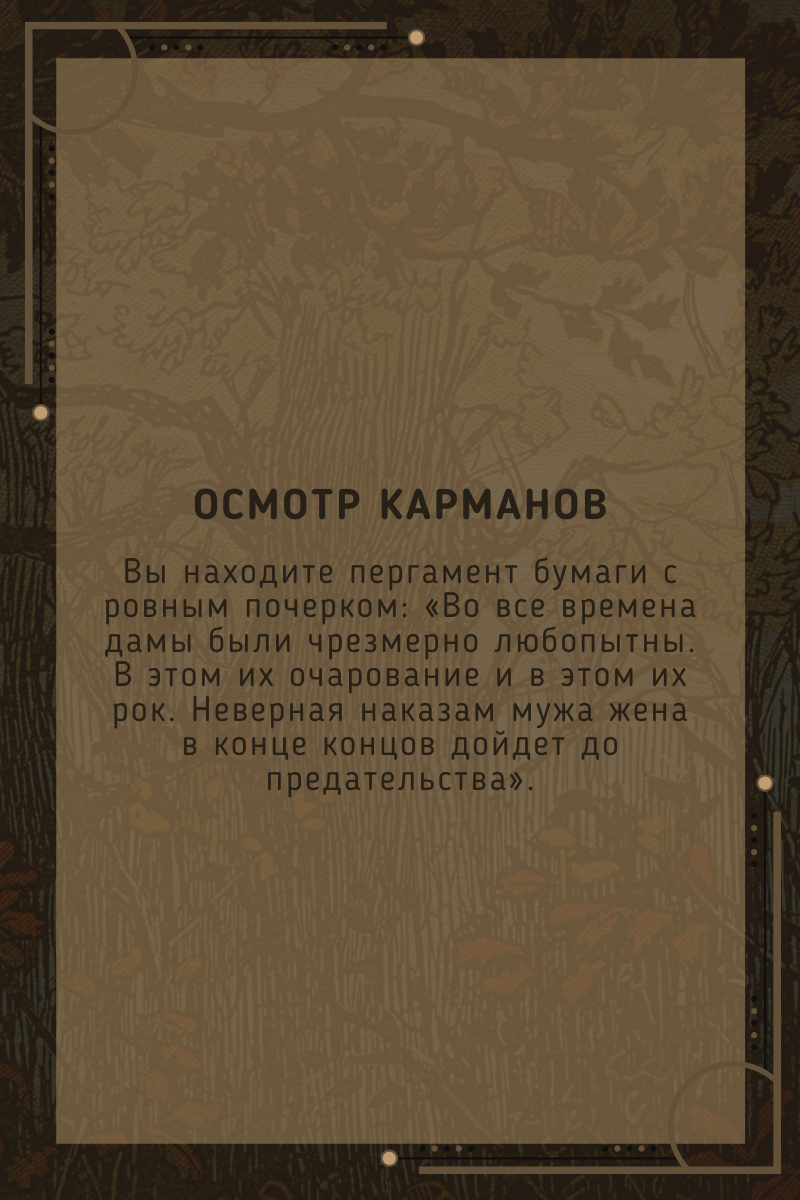 ОСМОТР КАРМАНОВ
Вы находите пергамент бумаги с
ровным почерком: «Во все времена
дамы были чрезмерно любопытны.
В этом их очарование и в этом их
рок. Неверная наказам мужа жена
в конце концов дойдет до
предательства».